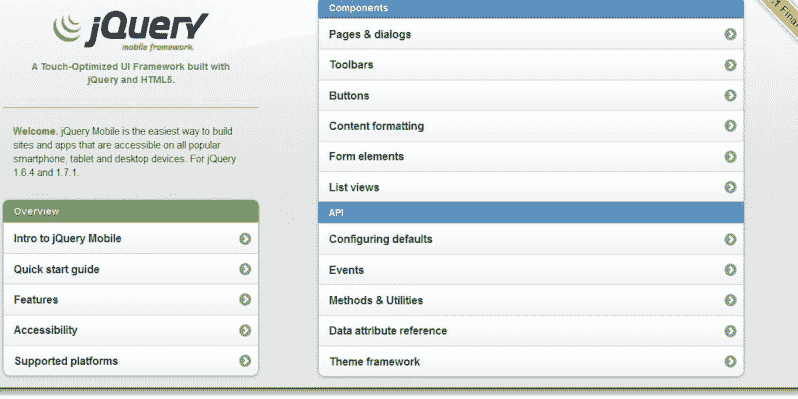 jQuery
mobile framework.
A Touch-Optimized UI Framework built with
jQuery and HTML5.
Welcome. jQuery Mobile is the easiest way to build
sites and apps that are accessible on all popular
smartphone, tablet and desktop devices. For jQuery
1.6.4 and 1.7.1.
Overview
Intro to jQuery Mobile
Quick start guide
Features
Accessibility
Supported platforms
Components
Pages & dialogs
Toolbars
Buttons
Content formatting
Form elements
List views
API
Configuring defaults
Events
Methods & Utilities
Data attribute reference
Theme framework